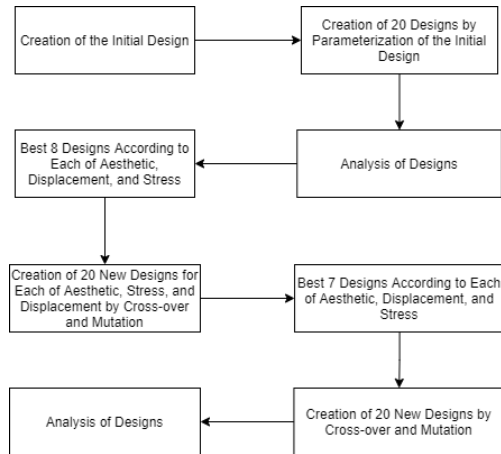 Creation of the Initial Design
Creation of 20 Designs by
Parameterization of the Initial
Design
Analysis of Designs
Best 8 Designs According to
Each of Aesthetic,
Displacement, and Stress
Creation of 20 New Designs for
Each of Aesthetic, Stress, and
Displacement by Cross-over
and Mutation
Best 7 Designs According to Each
of Aesthetic, Displacement, and
Stress
Creation of 20 New Designs by
Cross-over and Mutation
Analysis of Designs